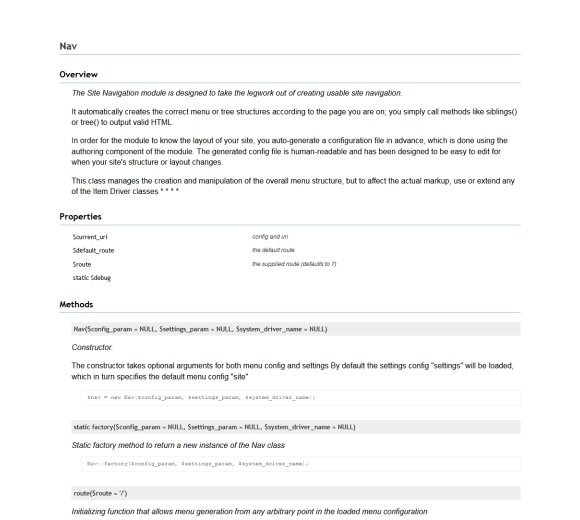 Nav
Overview
The Site Navigation module is designed to take the legwork out of creating usable site navigation.
It automatically creates the correct menu or tree structures according to the page you are on; you simply call methods like siblings()
or tree() to output valid HTML.
In order for the module to know the layout of your site, you auto-generate a configuration file in advance, which is done using the
authoring component of the module. The generated config file is human-readable and has been designed to be easy to edit for
when your site's structure or layout changes.
This class manages the creation and manipulation of the overall menu structure, but to affect the actual markup, use or extend any
of the Item Driver classes * * * *
Properties
$current_uri config and uri
$default_route the default route
$route the supplied route (defaults to '/')
static $debug
Methods
Nav($config_param = NULL, $settings_param = NULL, $system_driver_name = NULL)
Constructor.
The constructor takes optional arguments for both menu config and settings By default the settings config "settings" will be loaded,
which in turn specifies the default menu config "site"
$nav = new Nav($config_param, $settings_param, $system_driver_name);
static factory($config_param = NULL, $settings_param = NULL, $system_driver_name = NULL)
Static factory method to return a new instance of the Nav class
Nav::factory($config_param, $settings_param, $system_driver_name);
route($route = '/')
Initializing function that allows menu generation from any arbitrary point in the loaded menu configuration